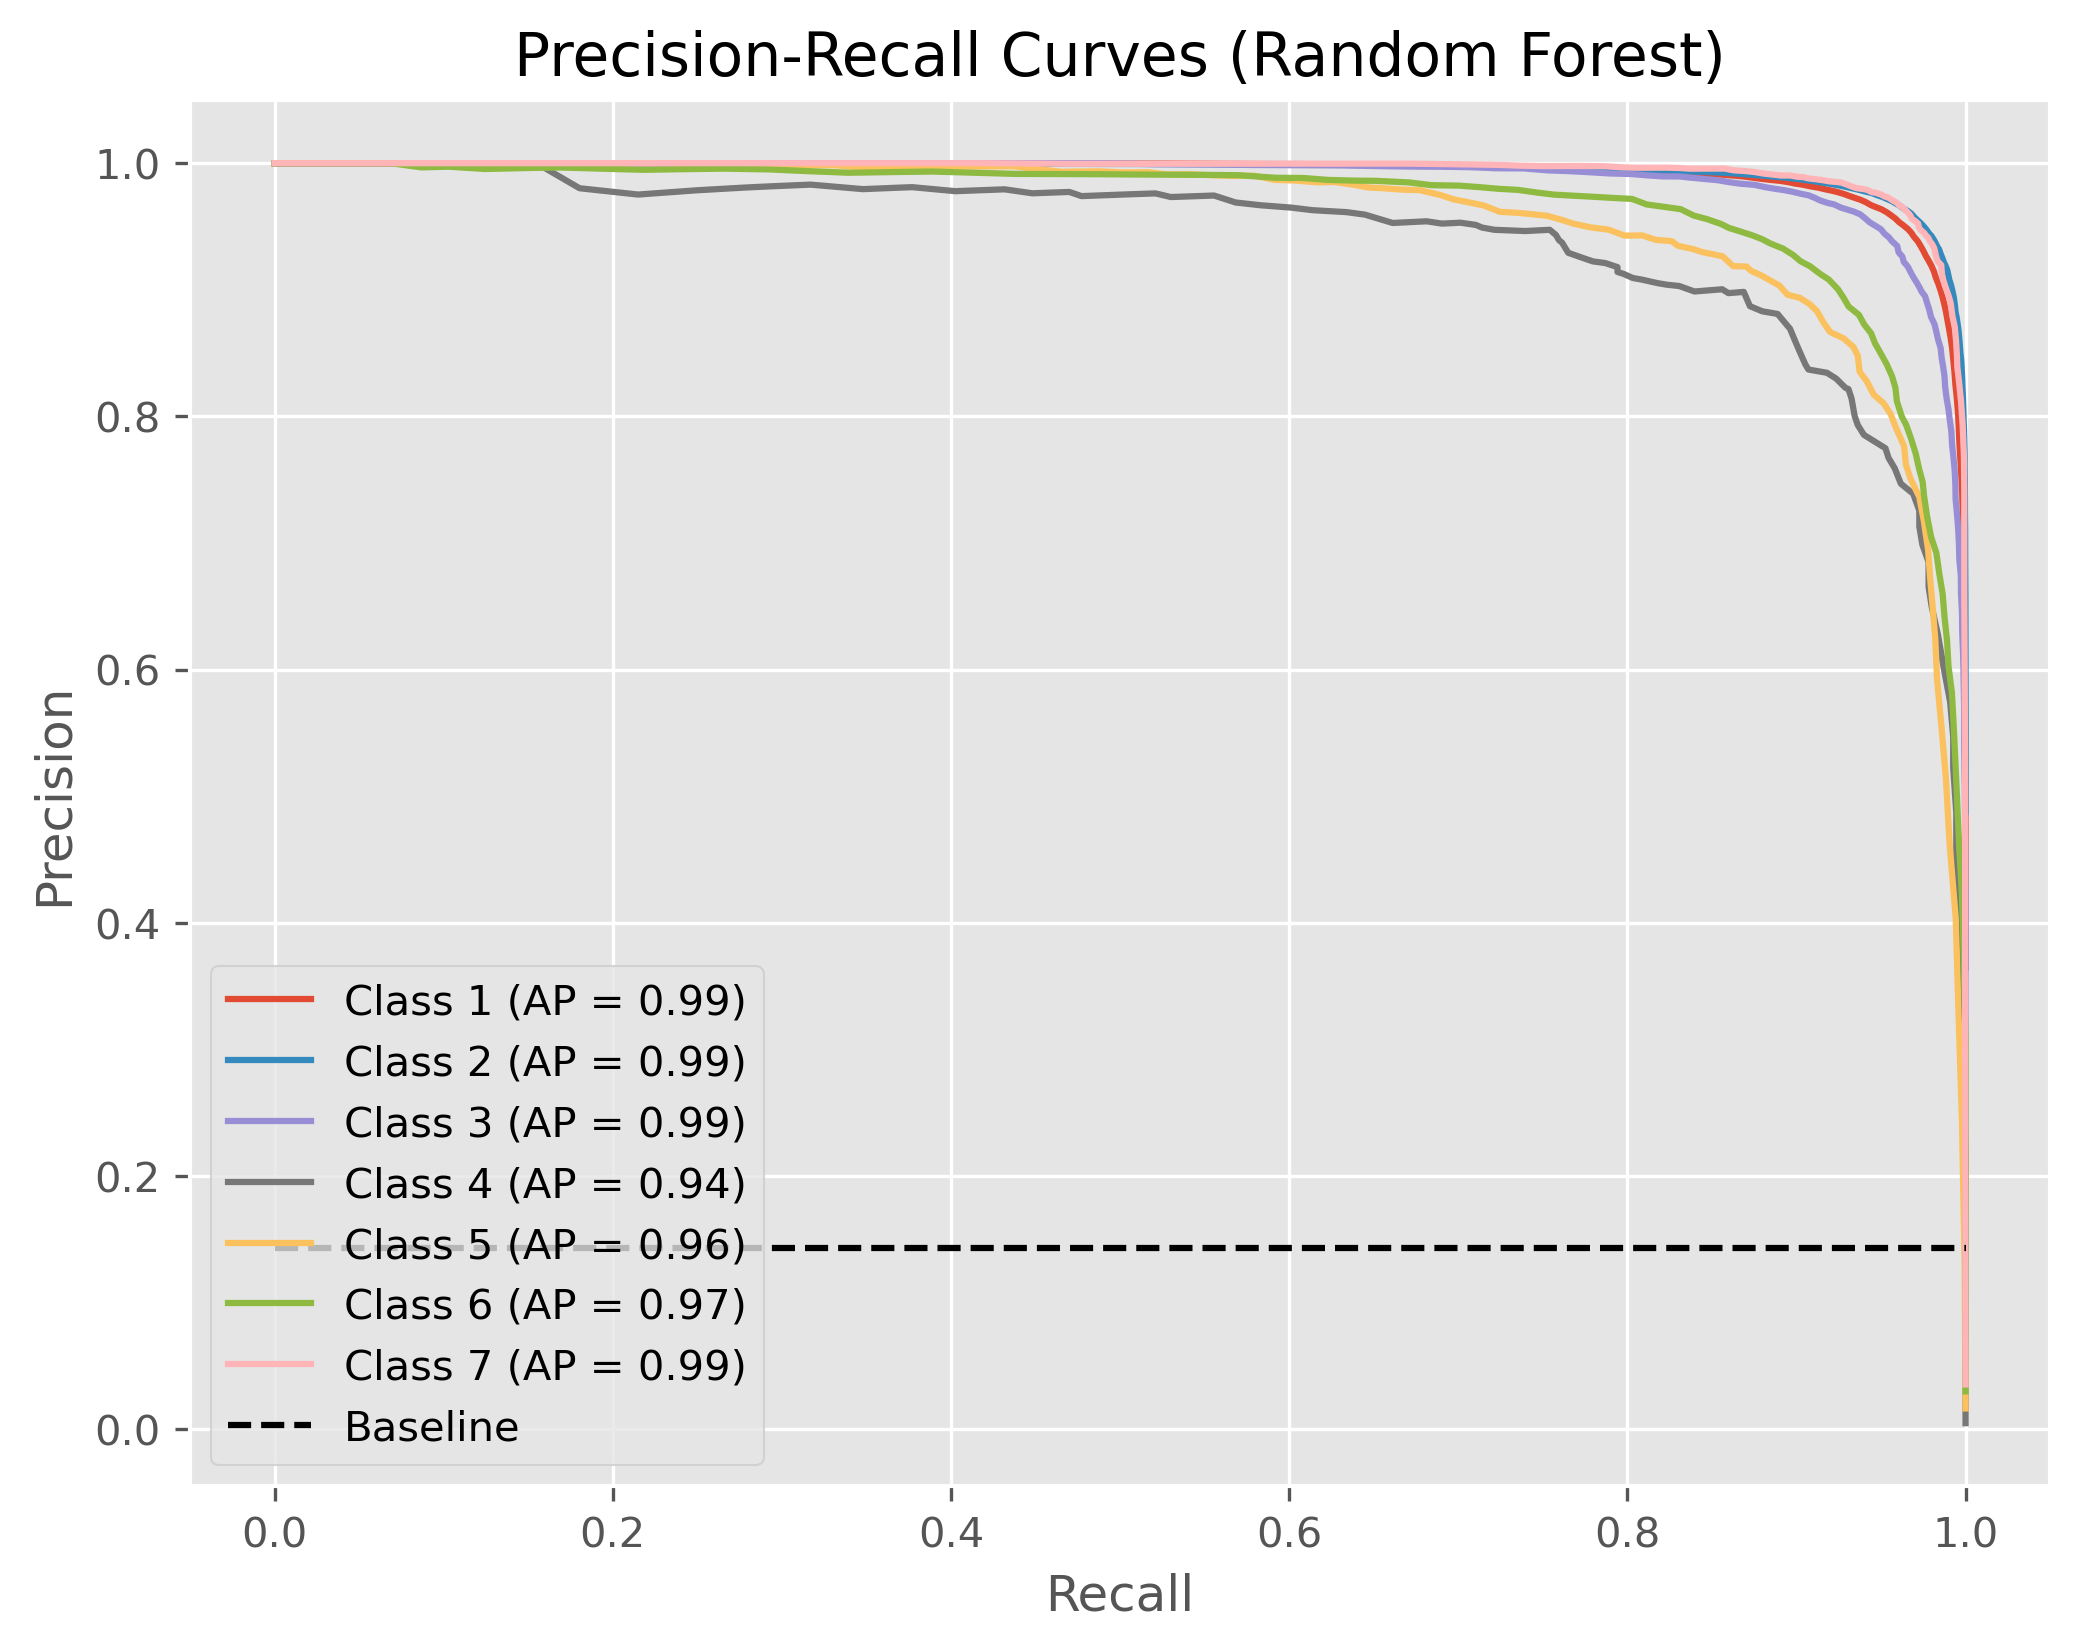 Precision-Recall Curves (Random Forest)
Precision
1.0
0.8
0.6
0.4
0.2
0.0
Class 1 (AP = 0.99)
Class 2 (AP = 0.99)
Class 3 (AP = 0.99)
Class 4 (AP = 0.94)
Class 5 (AP = 0.96)
Class 6 (AP = 0.97)
Class 7 (AP = 0.99)
Baseline
0.0 0.2 0.4 0.6 0.8 1.0
Recall